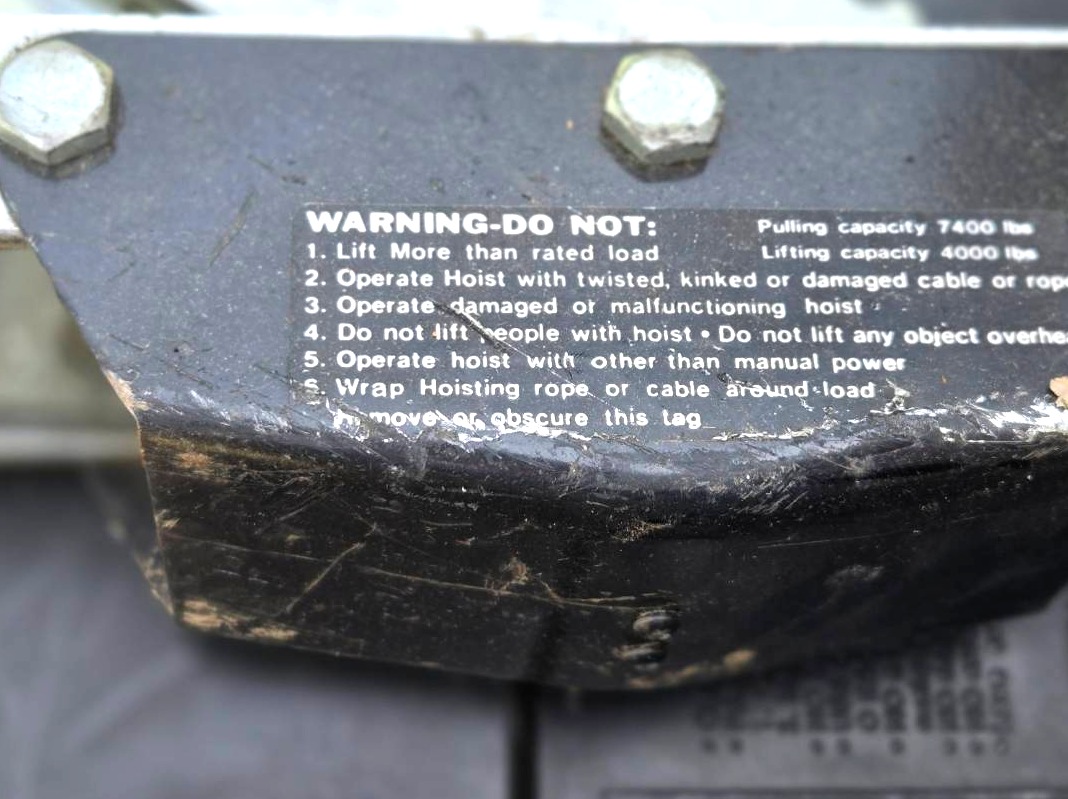 WARNING-DO NOT:
Pulling capacity 7400 lbs
1. Lift More than rated load
Lifting capacity 4000 lbs
2. Operate Hoist with twisted, kinked or damaged cable or rope
3. Operate damaged or malfunctioning hoist
4. Do not lift people with hoist • Do not lift any object overhea
5. Operate hoist with other than manual power
6. Wrap Hoisting rope or cable around load
or obscure this tag